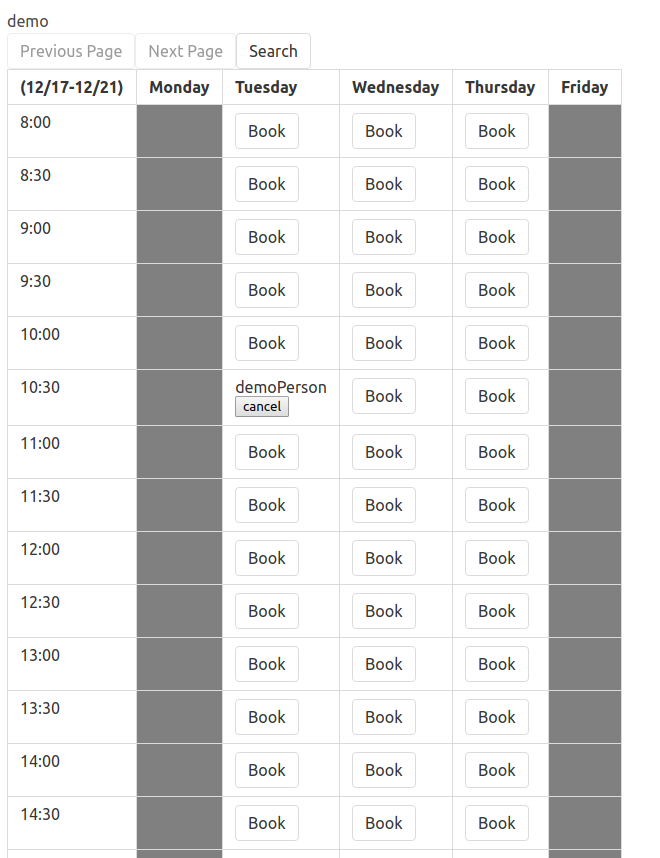 demo
Previous Page Next Page Search
(12/17-12/21) Monday Tuesday Wednesday Thursday Friday
8:00 Book Book Book
8:30 Book Book Book
9:00 Book Book Book
9:30 Book Book Book
10:00 Book Book Book
10:30 demoPerson Book Book
cancel
11:00 Book Book Book
11:30 Book Book Book
12:00 Book Book Book
12:30 Book Book Book
13:00 Book Book Book
13:30 Book Book Book
14:00 Book Book Book
14:30 Book Book Book